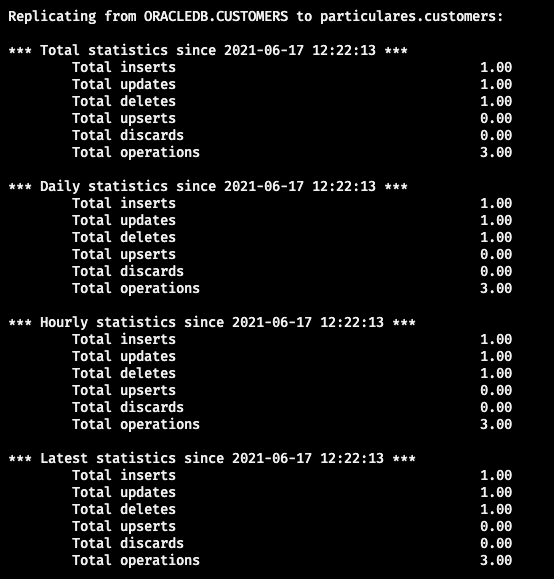 Replicating from ORACLEDB.CUSTOMERS to particulares.customers:
*** Total statistics since 2021-06-17 12:22:13 ***
Total inserts 1.00
Total updates 1.00
Total deletes 1.00
Total upserts 0.00
Total discards 0.00
Total operations 3.00
*** Daily statistics since 2021-06-17 12:22:13 ***
Total inserts 1.00
Total updates 1.00
Total deletes 1.00
Total upserts 0.00
Total discards 0.00
Total operations 3.00
*** Hourly statistics since 2021-06-17 12:22:13 ***
Total inserts 1.00
Total updates 1.00
Total deletes 1.00
Total upserts 0.00
Total discards 0.00
Total operations 3.00
*** Latest statistics since 2021-06-17 12:22:13 ***
Total inserts 1.00
Total updates 1.00
Total deletes 1.00
Total upserts 0.00
Total discards 0.00
Total operations 3.00